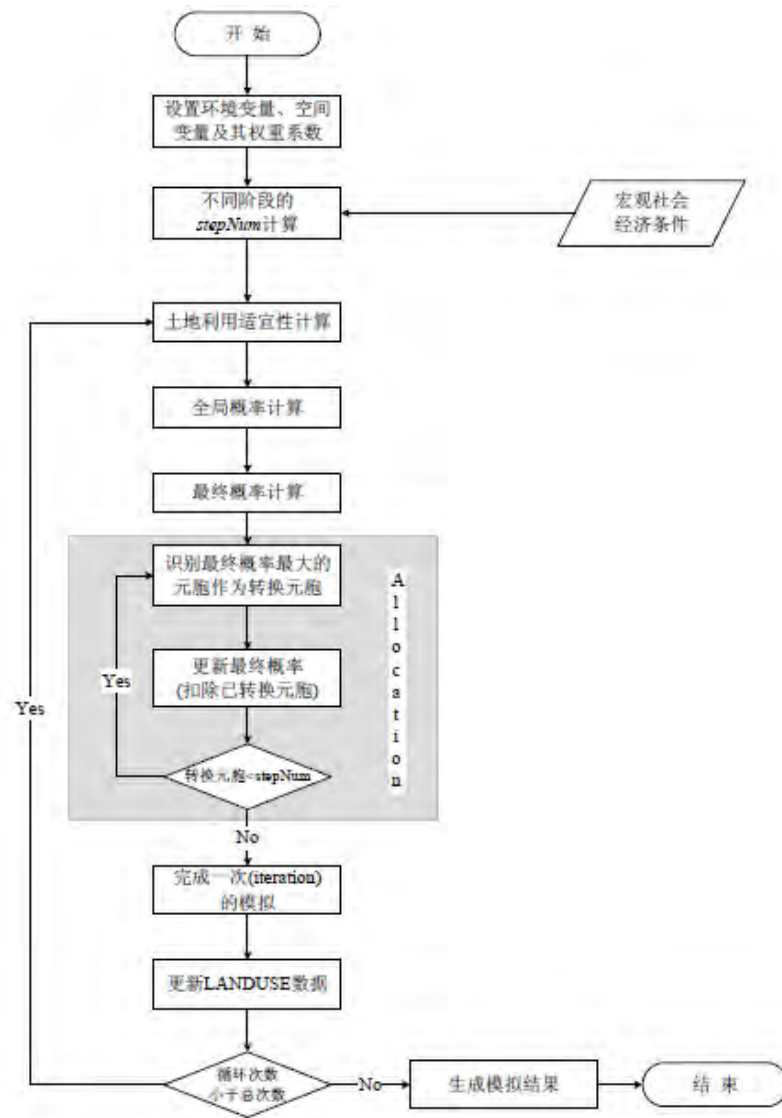 开 始
设置环境变量、空间
变量及其权重系数
不同阶段的
stepNum计算
宏观社会
经济条件
土地利用适宜性计算
全局概率计算
最终概率计算
识别最终概率最大的
元胞作为转换元胞
Allocation
更新最终概率
(扣除已转换元胞)
Yes
Yes
转换元胞<stepNum
No
完成一次(iteration)
的模拟
更新LANDUSE数据
循环次数
小于总次数
No
生成模拟结果
结 束